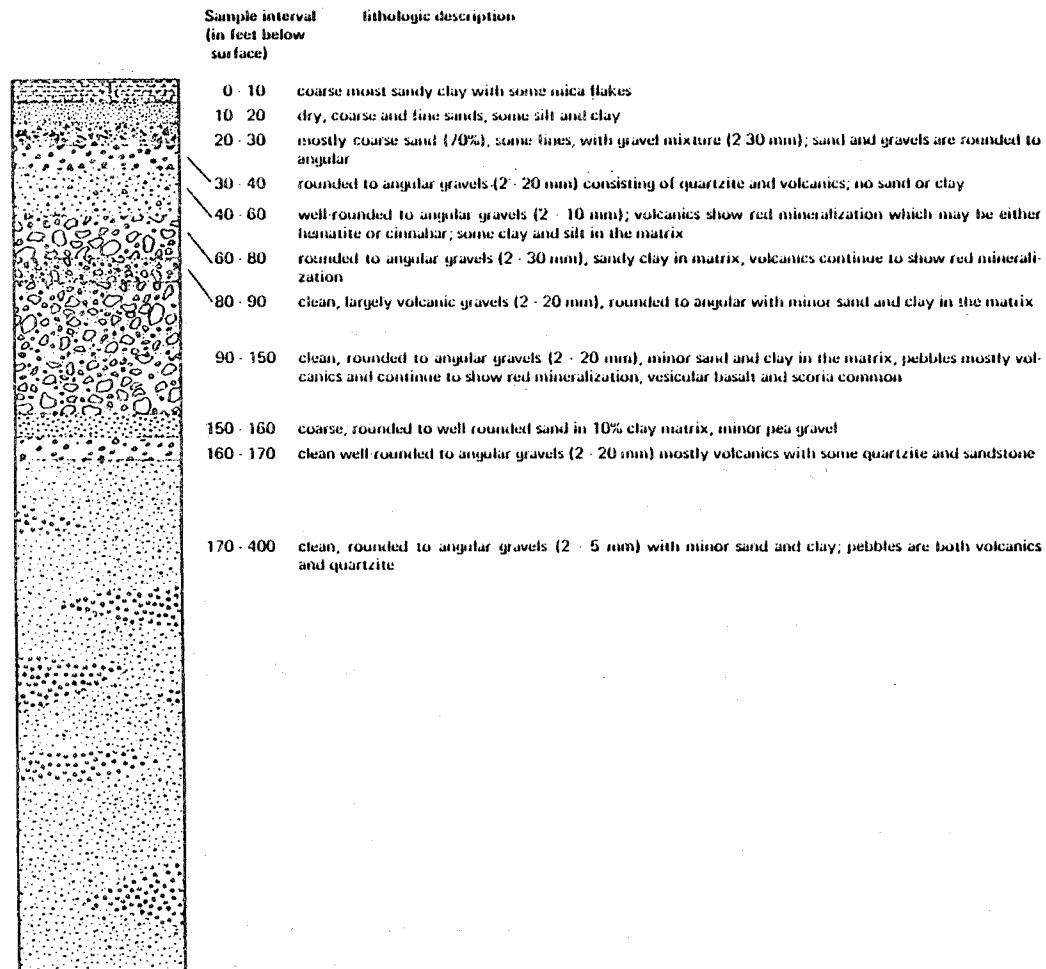 Sample interval lithologic description
(in feet below
surface)
0 - 10 coarse moist sandy clay with some mica flakes
10 - 20 dry, coarse and fine sands, some silt and clay
20 - 30 mostly coarse sand (70%), some fines, with gravel mixture (2-30 mm); sand and gravels are rounded to
angular
30 - 40 rounded to angular gravels (2 - 20 mm) consisting of quartzite and volcanics; no sand or clay
40 - 60 well-rounded to angular gravels (2 - 10 mm); volcanics show red mineralization which may be either
hematite or cinnabar; some clay and silt in the matrix
60 - 80 rounded to angular gravels (2 - 30 mm), sandy clay in matrix, volcanics continue to show red minerali-
zation
80 - 90 clean, largely volcanic gravels (2 - 20 mm), rounded to angular with minor sand and clay in the matrix
90 - 150 clean, rounded to angular gravels (2 - 20 mm), minor sand and clay in the matrix, pebbles mostly vol-
canics and continue to show red mineralization, vesicular basalt and scoria common
150 - 160 coarse, rounded to well rounded sand in 10% clay matrix, minor pea gravel
160 - 170 clean well-rounded to angular gravels (2 - 20 mm) mostly volcanics with some quartzite and sandstone
170 - 400 clean, rounded to angular gravels (2 - 5 mm) with minor sand and clay; pebbles are both volcanics
and quartzite